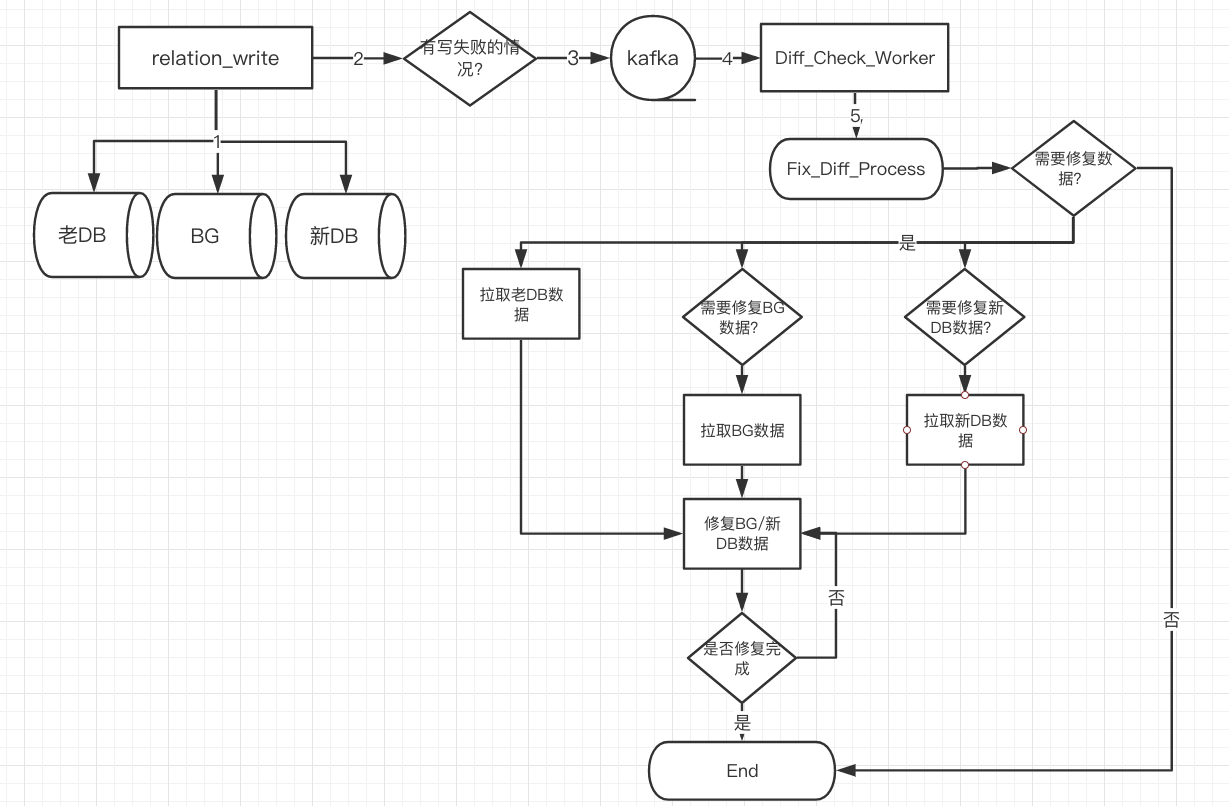 relation_write
2
有写失败的情
况?
3
kafka
4
Diff_Check_Worker
1
5,
Fix_Diff_Process
需要修复数
据?
老DB
BG
新DB
是
拉取老DB数
据
需要修复BG
数据?
需要修复新
DB数据?
拉取BG数据
拉取新DB数
据
修复BG/新
DB数据
否
否
是否修复完
成
是
End